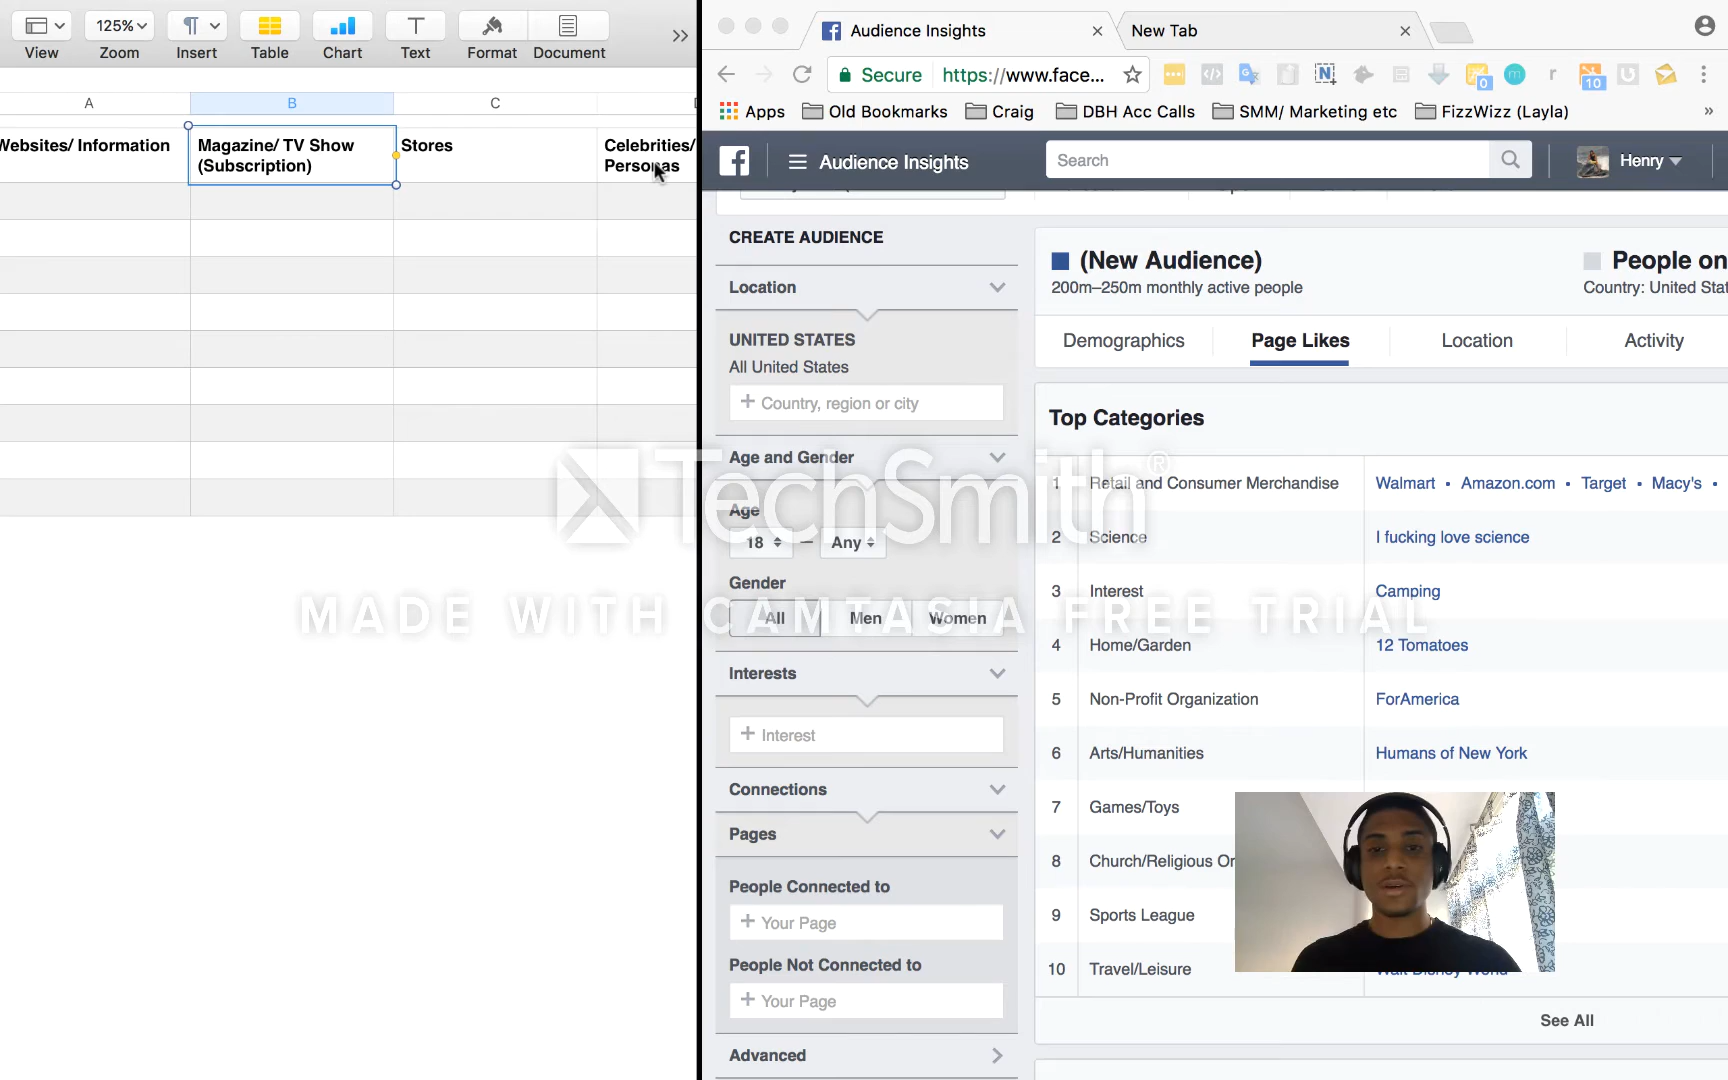 View
125%
Zoom
Insert
Table
Chart
T
Text
Format
Document
A
B
C
Websites/ Information
Magazine/ TV Show
(Subscription)
Stores
Celebrities/
Personas
Audience Insights
New Tab
Secure
https://www.face...
0
m
r
10
Apps
Old Bookmarks
Craig
DBH Acc Calls
SMM/ Marketing etc
FizzWizz (Layla)
Audience Insights
Search
Henry
CREATE AUDIENCE
Location
UNITED STATES
All United States
+ Country, region or city
Age and Gender
Age
18 – Any
Gender
All Men Women
Interests
+ Interest
Connections
Pages
People Connected to
+ Your Page
People Not Connected to
+ Your Page
Advanced
(New Audience)
200m–250m monthly active people
People on
Country: United Stat
Demographics
Page Likes
Location
Activity
Top Categories
1 Retail and Consumer Merchandise Walmart • Amazon.com • Target • Macy's •
2 Science I fucking love science
3 Interest Camping
4 Home/Garden 12 Tomatoes
5 Non-Profit Organization ForAmerica
6 Arts/Humanities Humans of New York
7 Games/Toys
8 Church/Religious Or
9 Sports League
10 Travel/Leisure Walt Disney World
See All
TechSmith®
MADE WITH CAMTASIA FREE TRIAL